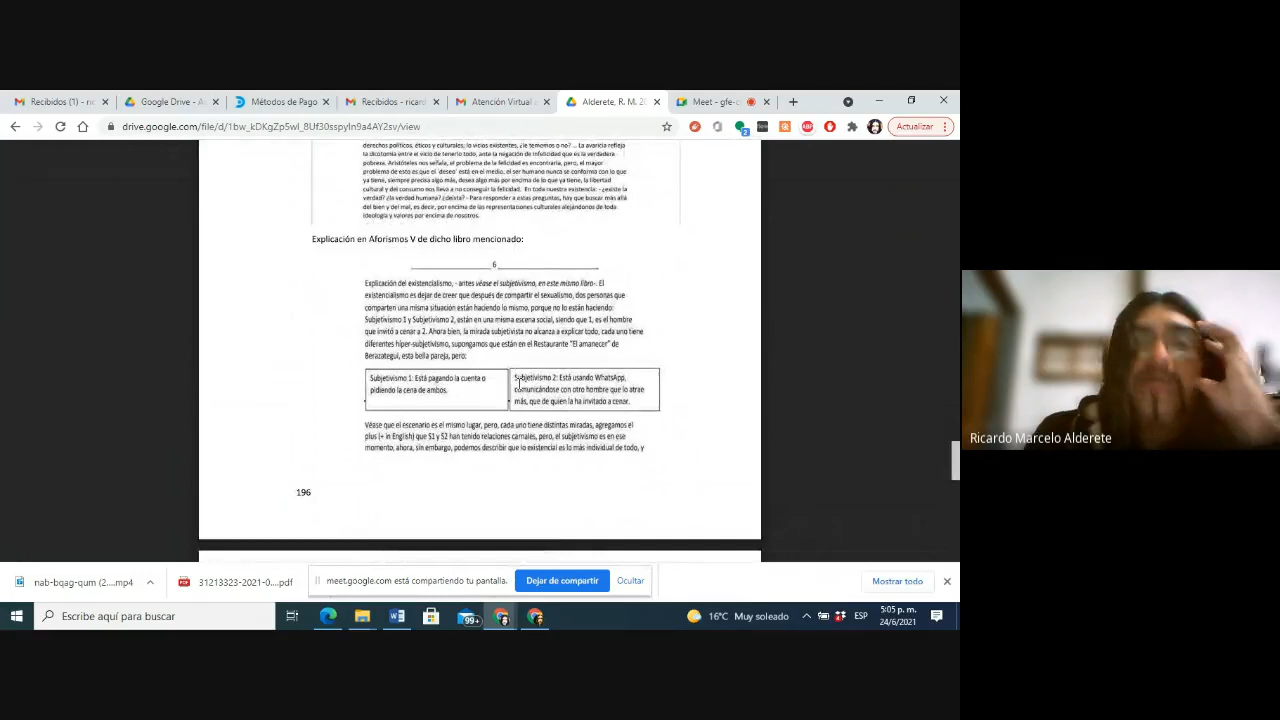 Recibidos (1) - ric
Google Drive - A
Métodos de Pago
Recibidos - ricard
Atención Virtual
Alderete, R. M. 20
Meet - gfe-c
drive.google.com/file/d/1bw_kDKgZp5wI_8Uf30sspyIn9a4AY2sv/view
Actualizar
derechos políticos, éticos y culturales; lo vicios existentes, ¿le tememos o no? ... La avaricia refleja
la dicotomía entre el vicio de tenerlo todo, ante la negación de infelicidad que es la verdadera
pobreza. Aristóteles nos señala, el problema de la felicidad es encontrarla, pero, el mayor
problema de esto es que el 'deseo' está en el medio, el ser humano nunca se conforma con lo que
ya tiene, siempre precisa algo más, desea algo más por encima de lo que ya tiene, la libertad
cultural y del consumo nos lleva a no conseguir la felicidad. En toda nuestra existencia: - ¿existe la
verdad? ¿la verdad humana? ¿deísta? - Para responder a estas preguntas, hay que buscar más allá
del bien y del mal, es decir, por encima de las representaciones culturales alejándonos de toda
Ideología y valores por encima de nosotros.
Explicación en Aforismos V de dicho libro mencionado:
6
Explicación del existencialismo, - antes véase el subjetivismo, en este mismo libro-. El
existencialismo es dejar de creer que después de compartir el sexualismo, dos personas que
comparten una misma situación están haciendo lo mismo, porque no lo están haciendo:
Subjetivismo 1 y Subjetivismo 2, están en una misma escena social, siendo que 1, es el hombre
que invitó a cenar a 2. Ahora bien, la mirada subjetivista no alcanza a explicar todo, cada uno tiene
diferentes híper-subjetivismo, supongamos que están en el Restaurante "El amanecer" de
Berazategui, esta bella pareja, pero:
Subjetivismo 1: Está pagando la cuenta o
pidiendo la cena de ambos.
Subjetivismo 2: Está usando WhatsApp,
comunicándose con otro hombre que lo atrae
más, que de quien la ha invitado a cenar.
Véase que el escenario es el mismo lugar, pero, cada uno tiene distintas miradas, agregamos el
plus (+ in English) que S1 y S2 han tenido relaciones carnales, pero, el subjetivismo es en ese
momento, ahora, sin embargo, podemos describir que lo existencial es lo más individual de todo, y
196
Ricardo Marcelo Alderete
nab-bqag-qum (2....mp4
31213323-2021-0....pdf
meet.google.com está compartiendo tu pantalla.
Dejar de compartir
Ocultar
Mostrar todo
Escribe aquí para buscar
99+
16°C Muy soleado
ESP
5:05 p. m.
24/6/2021